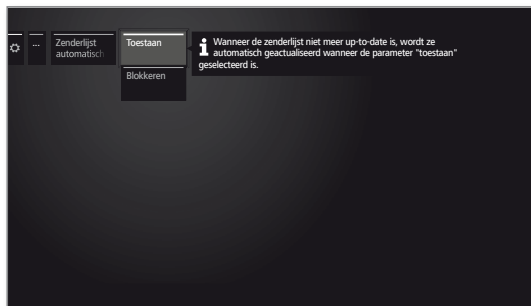 ...
Zenderlijst
automatisch
Toestaan
Blokkeren
i Wanneer de zenderlijst niet meer up-to-date is, wordt ze
automatisch geactualiseerd wanneer de parameter "toestaan"
geselecteerd is.